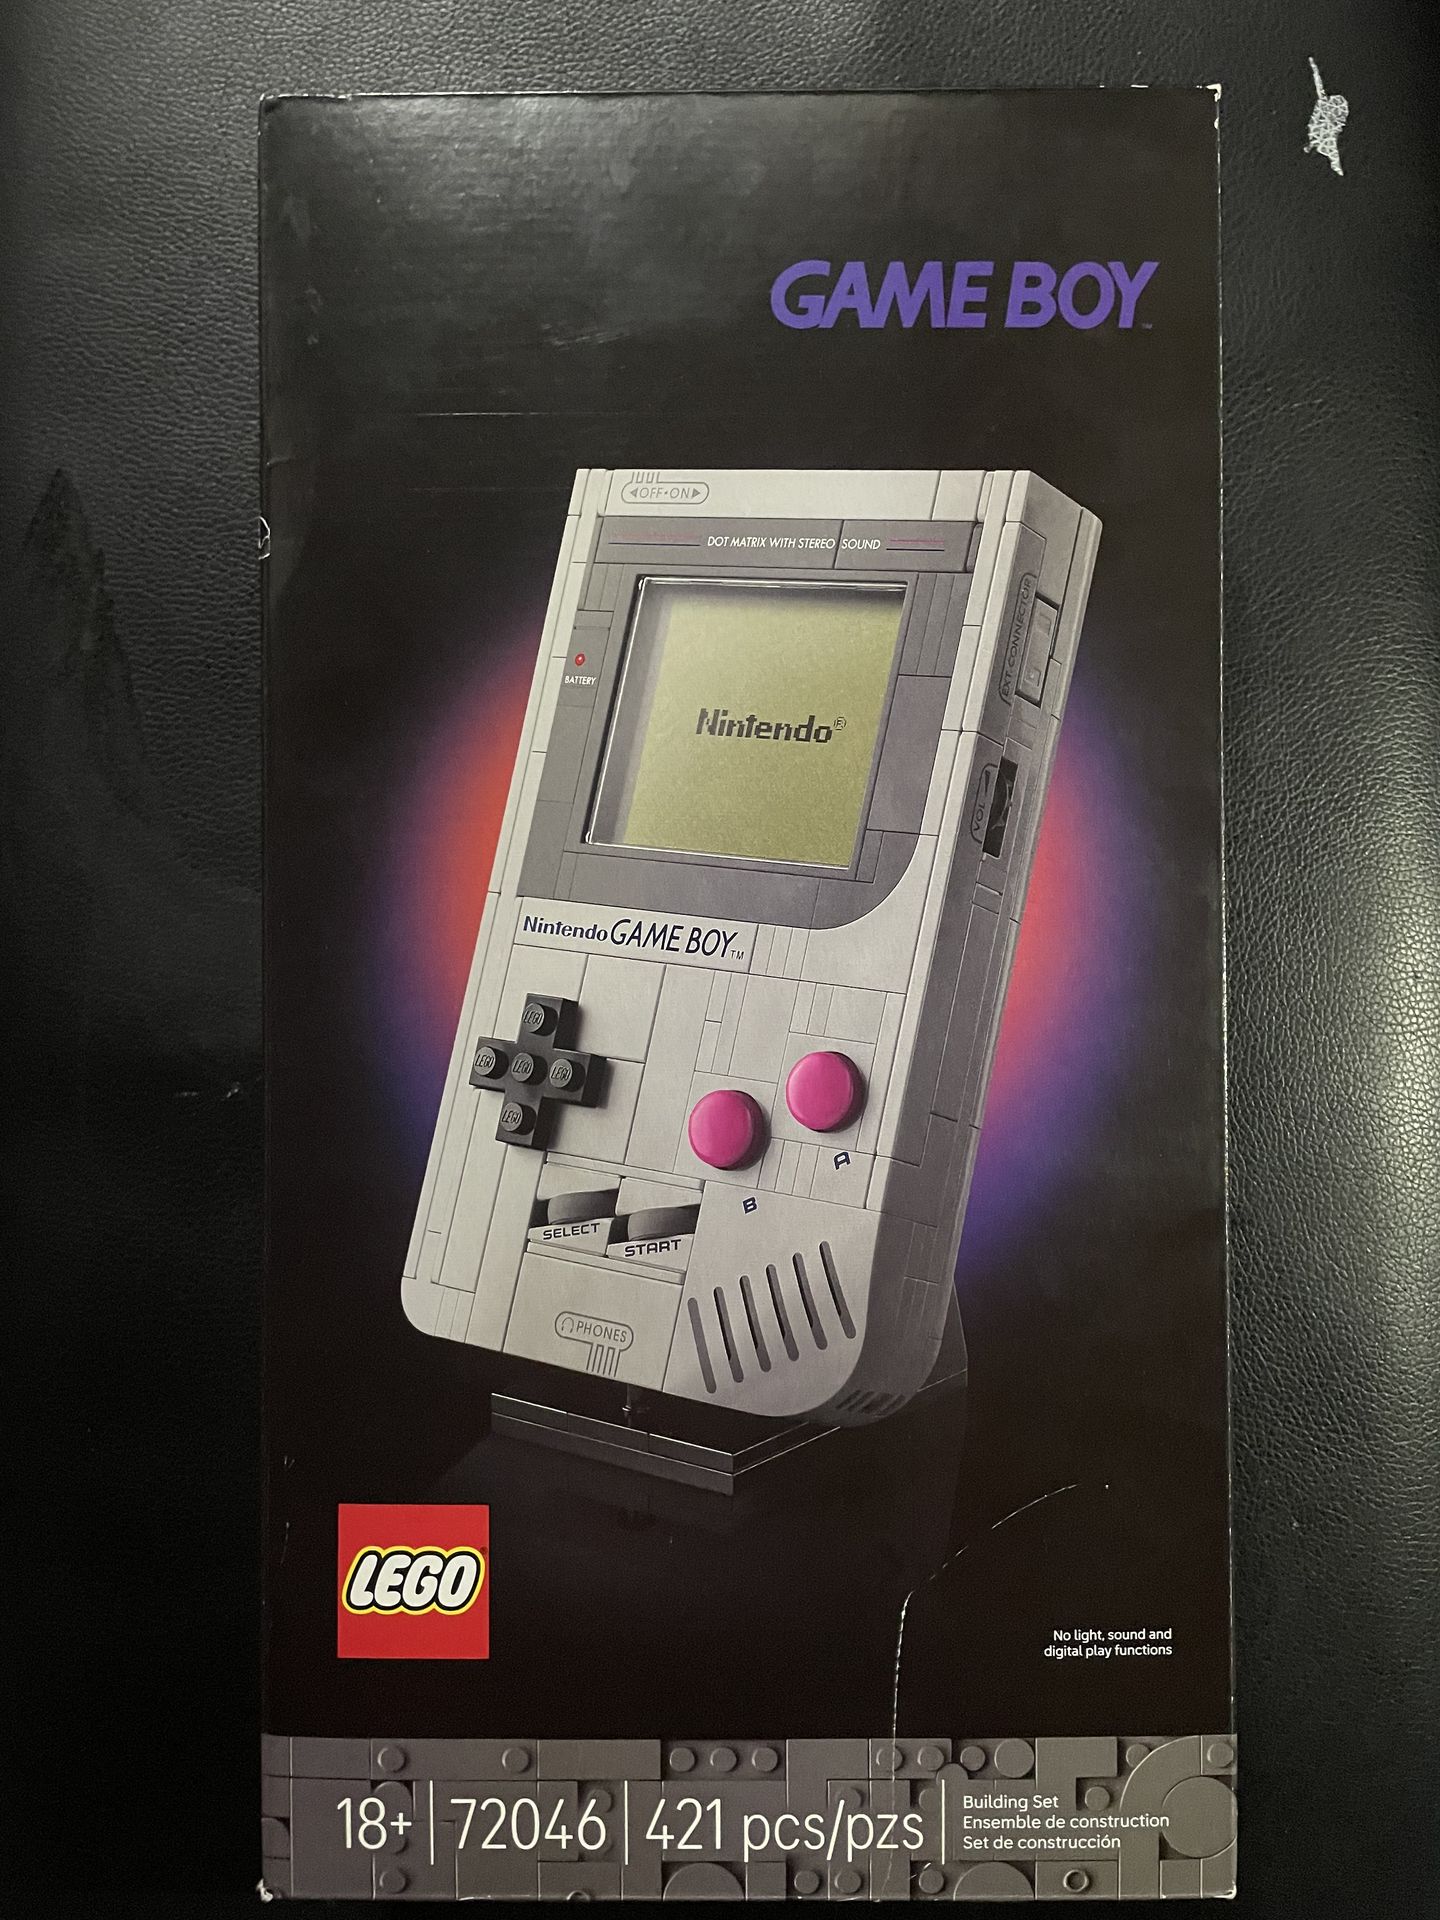 GAME BOY™
◄OFF•ON►
DOT MATRIX WITH STEREO SOUND
EXT. CONNECTOR
BATTERY
Nintendo®
VOL
Nintendo GAME BOY™
LEGO
LEGO LEGO LEGO
LEGO
A
B
SELECT
START
PHONES
LEGO®
No light, sound and
digital play functions
18+ | 72046 | 421 pcs/pzs
Building Set
Ensemble de construction
Set de construcción